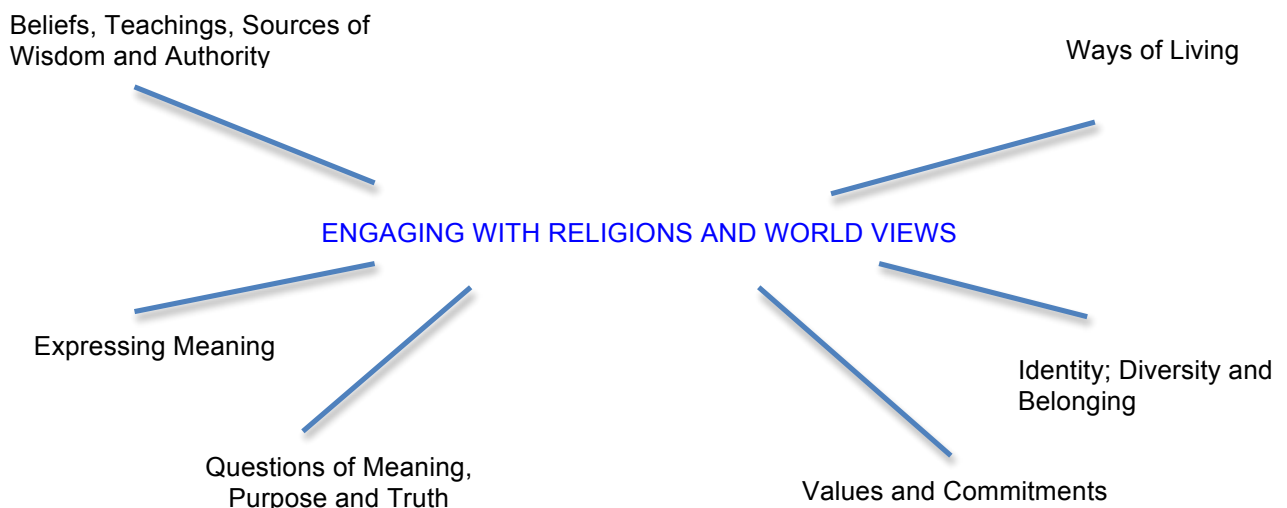 Beliefs, Teachings, Sources of
Wisdom and Authority
Ways of Living
ENGAGING WITH RELIGIONS AND WORLD VIEWS
Expressing Meaning
Identity; Diversity and
Belonging
Questions of Meaning,
Purpose and Truth
Values and Commitments